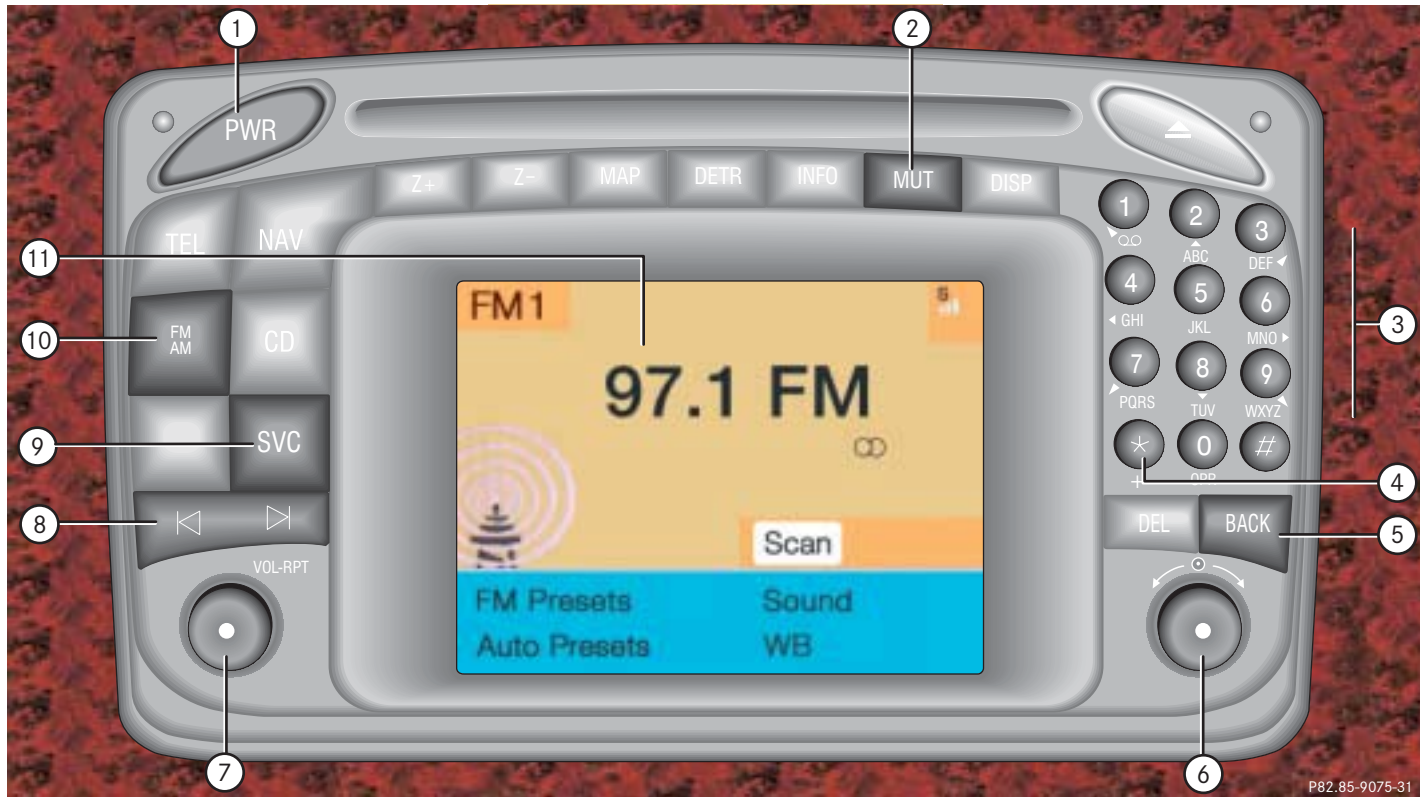 1
2
PWR
Z+ Z− MAP DETR INFO MUT DISP
TEL NAV
1 2 3
ABC DEF
11
FM1
4 5 6
GHI JKL MNO
3
10
FM
AM
CD
97.1 FM
7 8 9
PQRS TUV WXYZ
9
SVC
* 0 #
+ OPR
4
8
Scan
DEL BACK
5
VOL-RPT
FM Presets Sound
Auto Presets WB
7
6
P82.85-9075-31